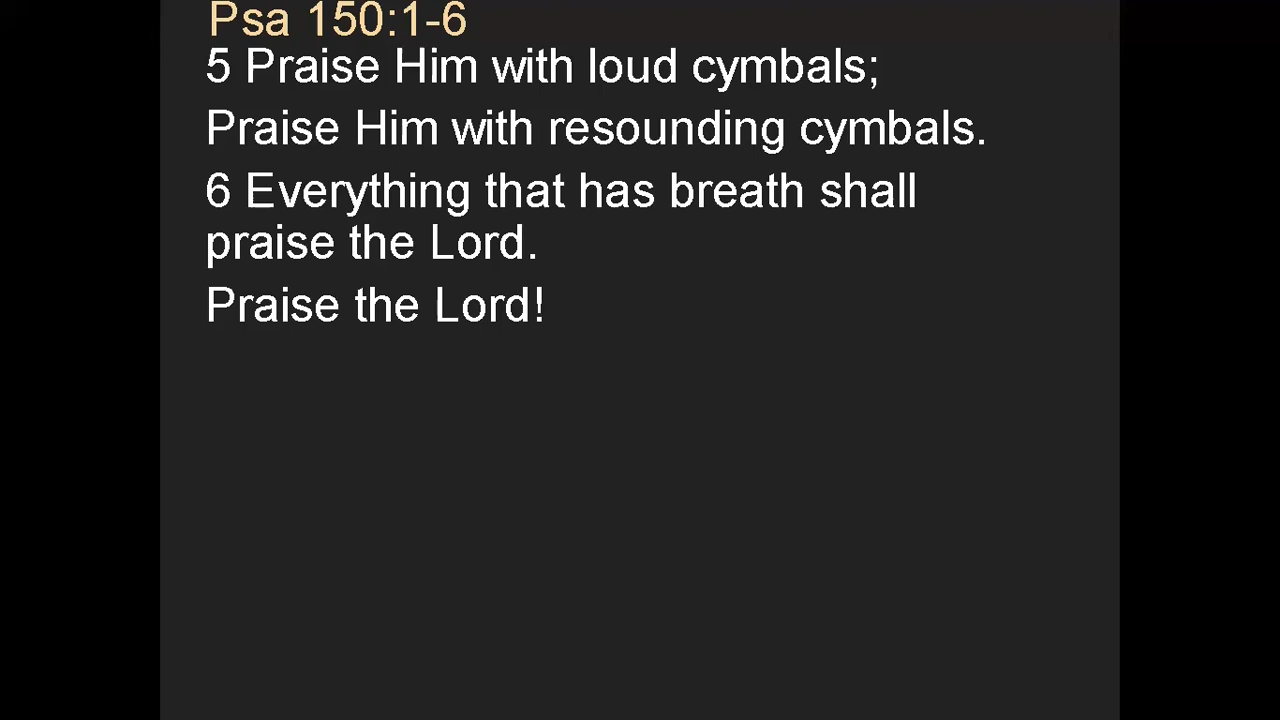 Psa 150:1-6
5 Praise Him with loud cymbals;
Praise Him with resounding cymbals.
6 Everything that has breath shall
praise the Lord.
Praise the Lord!